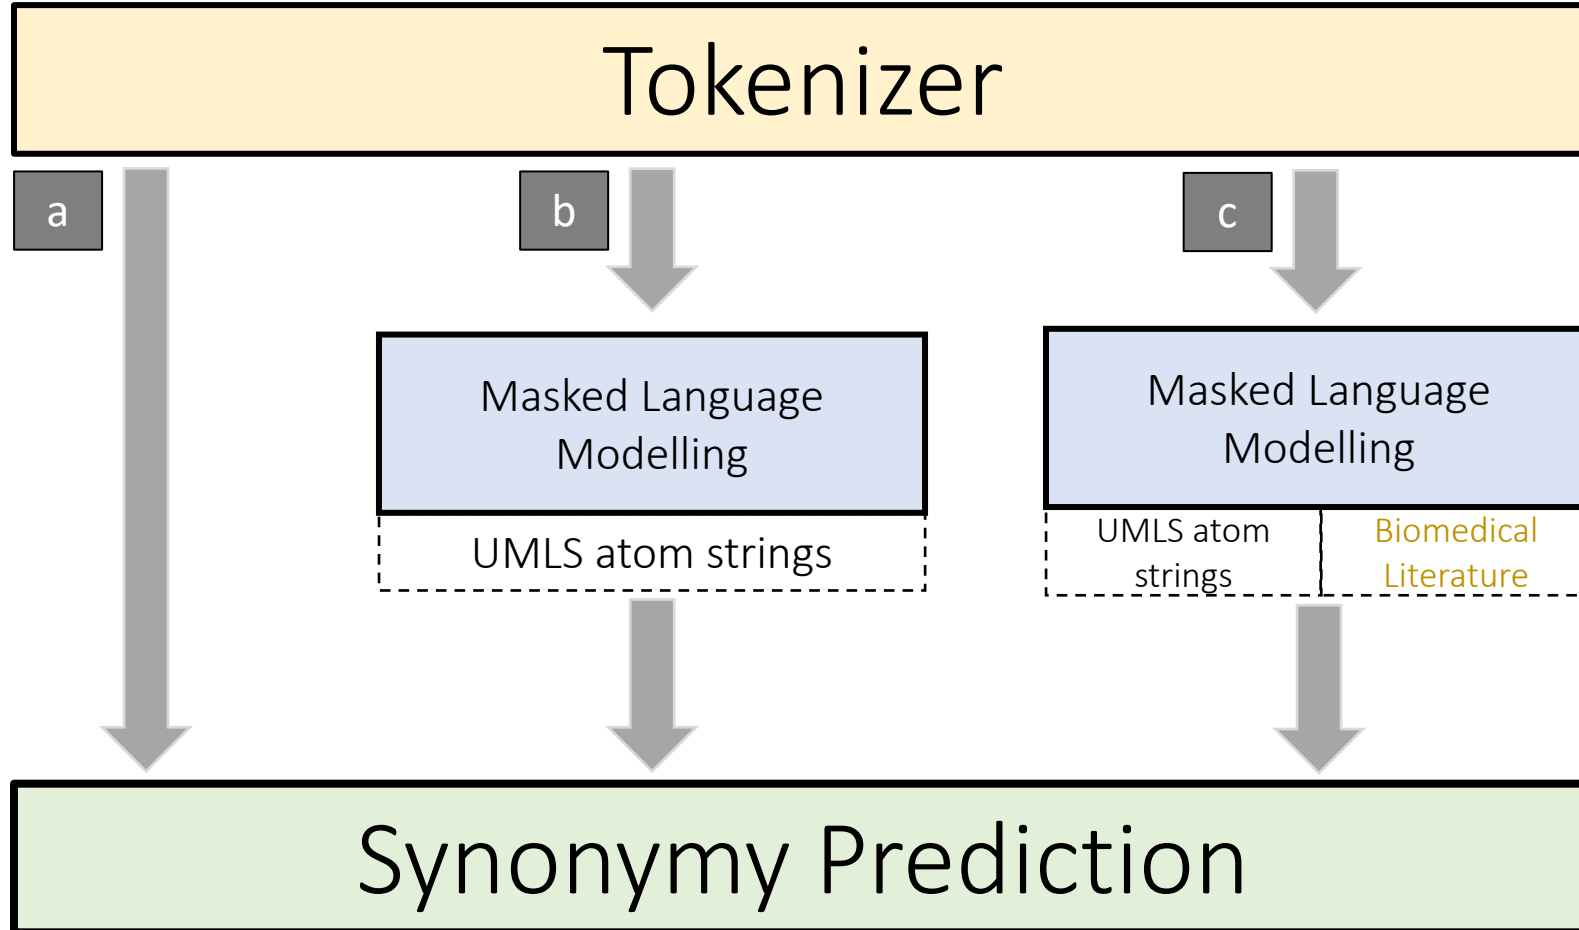 Tokenizer
a
b
c
Masked Language
Modelling
UMLS atom strings
Masked Language
Modelling
UMLS atom
strings
Biomedical
Literature
Synonymy Prediction